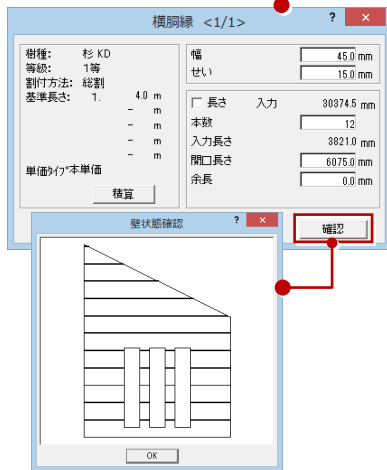 横胴縁 <1/1>
? ×
樹種: 杉 KD
等級: 1等
割付方法: 総割
基準長さ: 1. 4.0 m
- m
- m
- m
単価ﾀｲﾌﾟ本単価
積算
幅 45.0 mm
せい 15.0 mm
長さ 入力 30374.5 mm
本数 12
入力長さ 3821.0 mm
開口長さ 6075.0 mm
余長 0.0 mm
確認
壁状態確認
? ×
OK